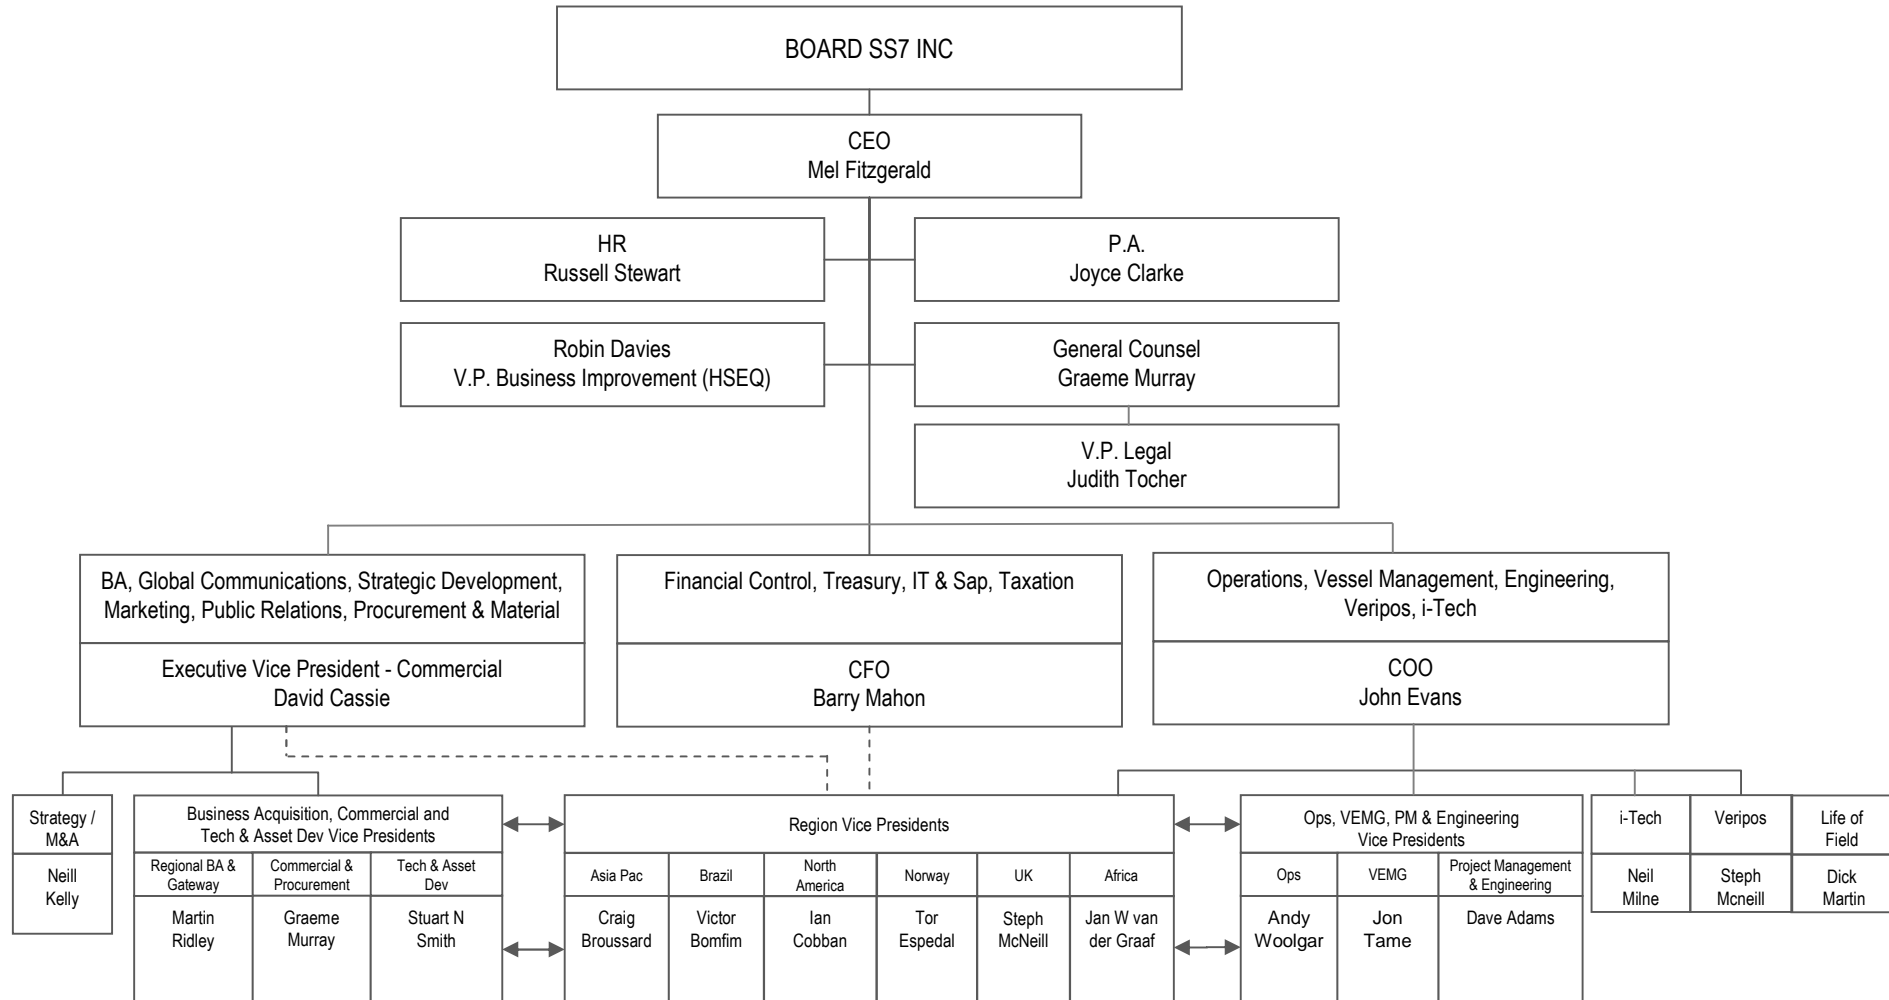 BOARD SS7 INC
CEO
Mel Fitzgerald
HR
Russell Stewart
P.A.
Joyce Clarke
Robin Davies
V.P. Business Improvement (HSEQ)
General Counsel
Graeme Murray
V.P. Legal
Judith Tocher
BA, Global Communications, Strategic Development,
Marketing, Public Relations, Procurement & Material
Executive Vice President - Commercial
David Cassie
Financial Control, Treasury, IT & Sap, Taxation
CFO
Barry Mahon
Operations, Vessel Management, Engineering,
Veripos, i-Tech
COO
John Evans
Strategy /
M&A
Neill
Kelly
Business Acquisition, Commercial and
Tech & Asset Dev Vice Presidents
Regional BA &
Gateway
Martin
Ridley
Commercial &
Procurement
Graeme
Murray
Tech & Asset
Dev
Stuart N
Smith
Region Vice Presidents
Asia Pac
Craig
Broussard
Brazil
Victor
Bomfim
North
America
Ian
Cobban
Norway
Tor
Espedal
UK
Steph
McNeill
Africa
Jan W van
der Graaf
Ops, VEMG, PM & Engineering
Vice Presidents
Ops
Andy
Woolgar
VEMG
Jon
Tame
Project Management
& Engineering
Dave Adams
i-Tech
Neil
Milne
Veripos
Steph
Mcneill
Life of
Field
Dick
Martin